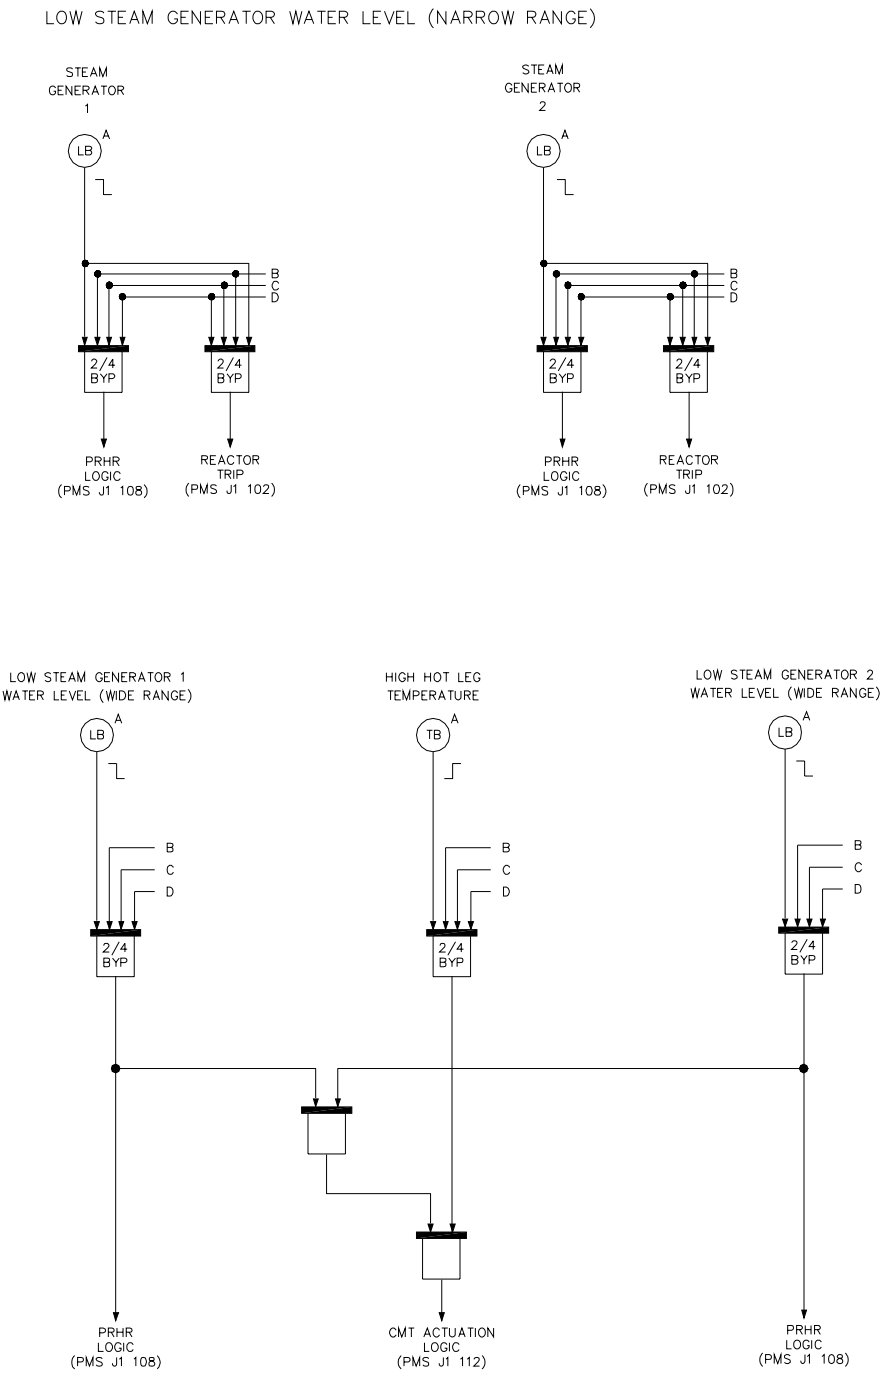 LOW STEAM GENERATOR WATER LEVEL (NARROW RANGE)
STEAM
GENERATOR
1
A
LB
B
C
D
2/4
BYP
2/4
BYP
PRHR
LOGIC
(PMS J1 108)
REACTOR
TRIP
(PMS J1 102)
STEAM
GENERATOR
2
A
LB
B
C
D
2/4
BYP
2/4
BYP
PRHR
LOGIC
(PMS J1 108)
REACTOR
TRIP
(PMS J1 102)
LOW STEAM GENERATOR 1
WATER LEVEL (WIDE RANGE)
A
LB
B
C
D
2/4
BYP
HIGH HOT LEG
TEMPERATURE
A
TB
B
C
D
2/4
BYP
LOW STEAM GENERATOR 2
WATER LEVEL (WIDE RANGE)
A
LB
B
C
D
2/4
BYP
PRHR
LOGIC
(PMS J1 108)
CMT ACTUATION
LOGIC
(PMS J1 112)
PRHR
LOGIC
(PMS J1 108)